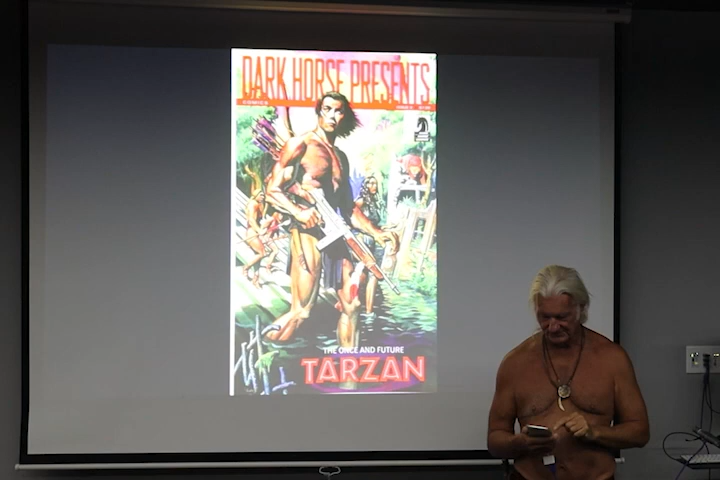 DARK HORSE PRESENTS
THE ONCE AND FUTURE
TARZAN